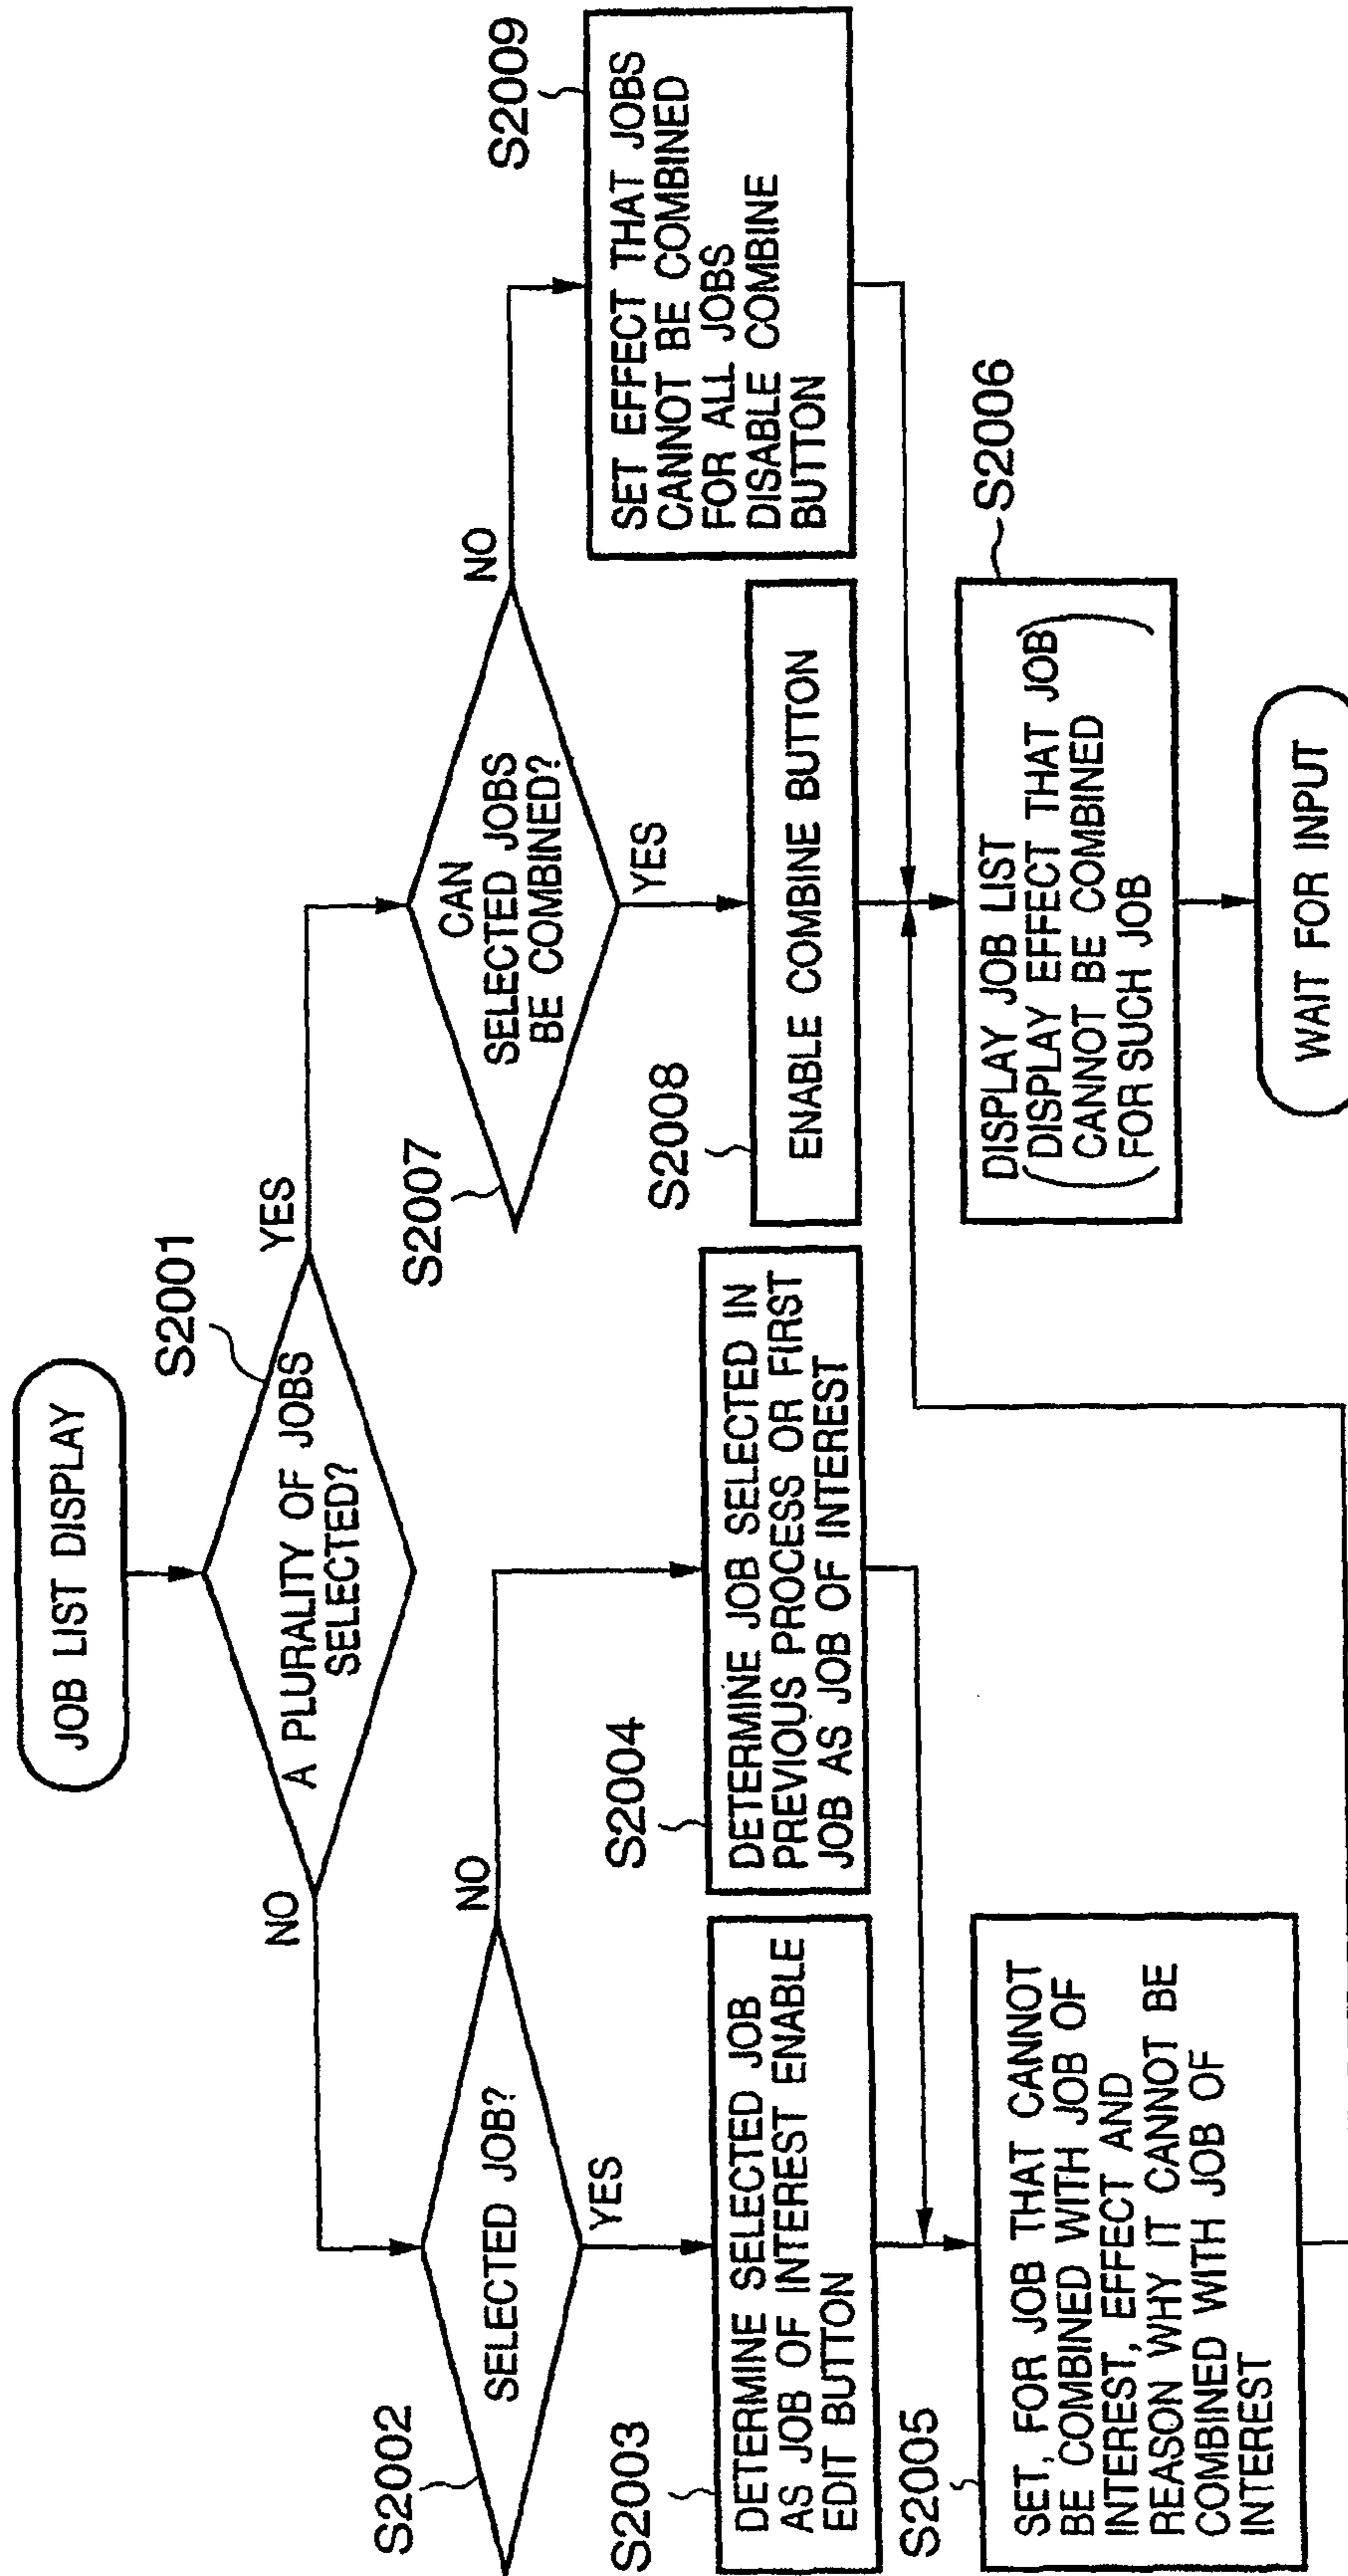 JOB LIST DISPLAY
S2001
A PLURALITY OF JOBS
SELECTED?
NO
YES
S2002
SELECTED JOB?
NO
YES
S2007
CAN
SELECTED JOBS
BE COMBINED?
NO
YES
S2003
DETERMINE SELECTED JOB
AS JOB OF INTEREST ENABLE
EDIT BUTTON
S2004
DETERMINE JOB SELECTED IN
PREVIOUS PROCESS OR FIRST
JOB AS JOB OF INTEREST
S2008
ENABLE COMBINE BUTTON
S2009
SET EFFECT THAT JOBS
CANNOT BE COMBINED
FOR ALL JOBS
DISABLE COMBINE
BUTTON
S2005
SET, FOR JOB THAT CANNOT
BE COMBINED WITH JOB OF
INTEREST, EFFECT AND
REASON WHY IT CANNOT BE
COMBINED WITH JOB OF
INTEREST
S2006
DISPLAY JOB LIST
(DISPLAY EFFECT THAT JOB
CANNOT BE COMBINED
FOR SUCH JOB)
WAIT FOR INPUT